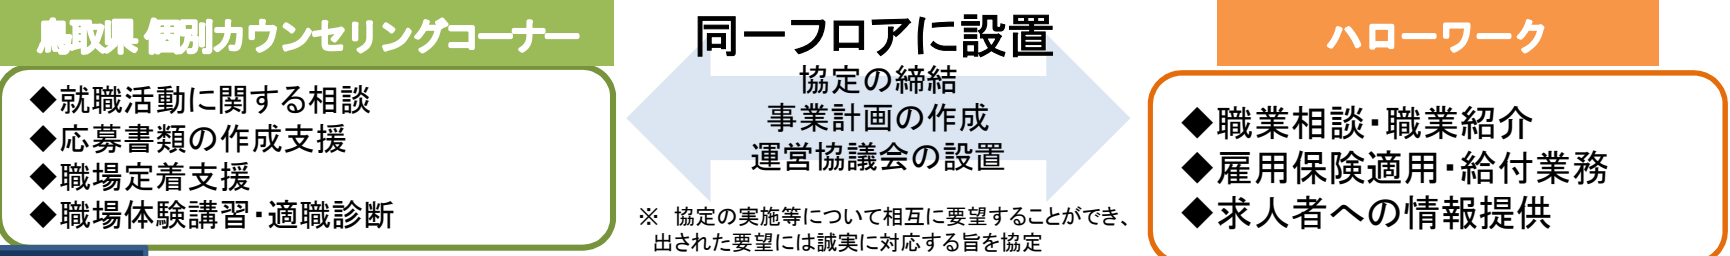 鳥取県 個別カウンセリングコーナー
◆就職活動に関する相談
◆応募書類の作成支援
◆職場定着支援
◆職場体験講習・適職診断
同一フロアに設置
協定の締結
事業計画の作成
運営協議会の設置
※ 協定の実施等について相互に要望することができ、
出された要望には誠実に対応する旨を協定
ハローワーク
◆職業相談・職業紹介
◆雇用保険適用・給付業務
◆求人者への情報提供